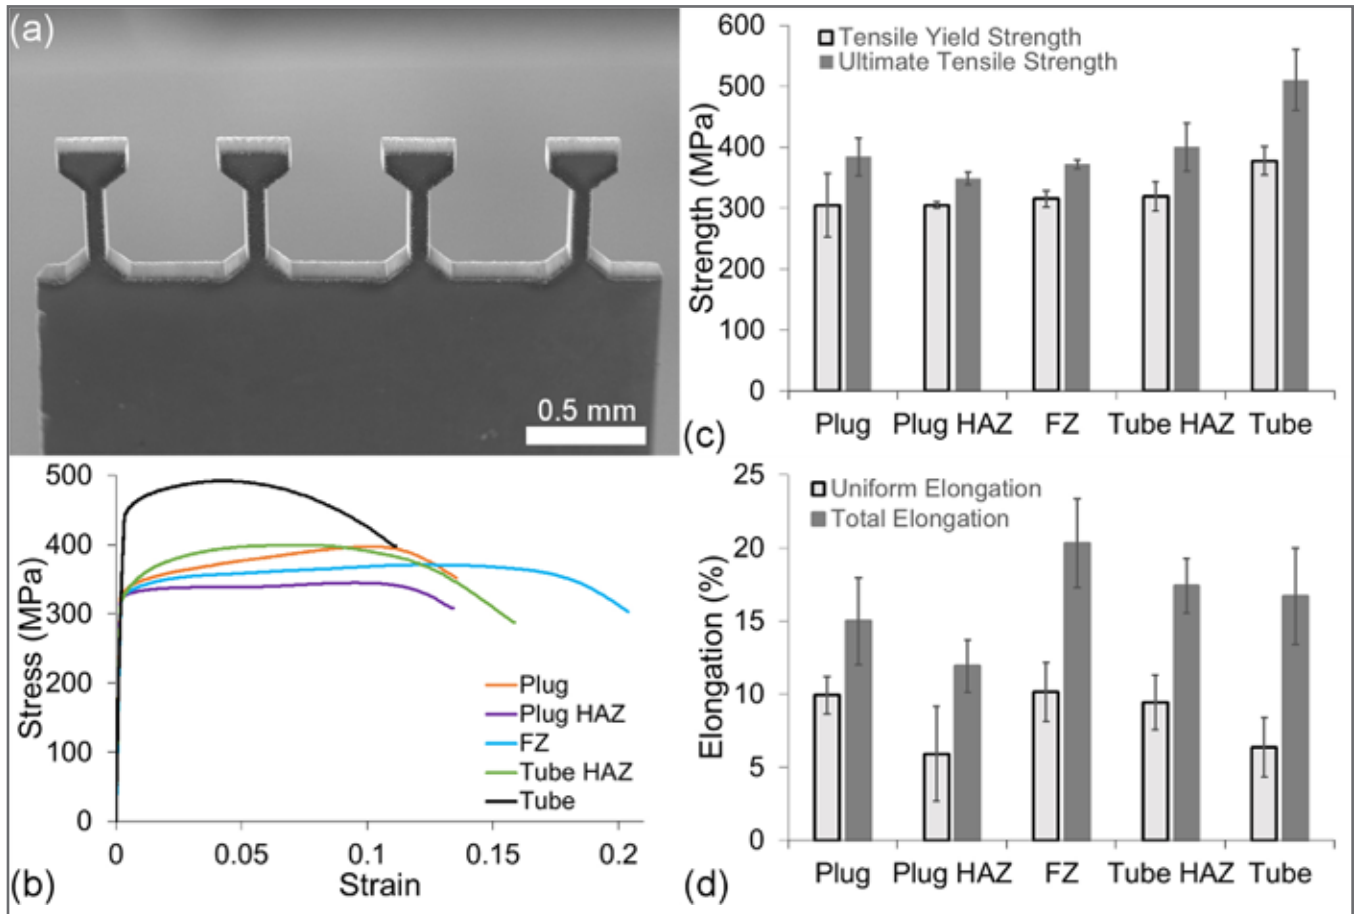 (a)
0.5 mm
600
500
400
300
200
100
0
Strength (MPa)
Tensile Yield Strength
Ultimate Tensile Strength
Plug Plug HAZ FZ Tube HAZ Tube
(c)
500
400
300
200
100
0
Stress (MPa)
Plug
Plug HAZ
FZ
Tube HAZ
Tube
0 0.05 0.1 0.15 0.2
Strain
(b)
25
20
15
10
5
0
Elongation (%)
Uniform Elongation
Total Elongation
Plug Plug HAZ FZ Tube HAZ Tube
(d)